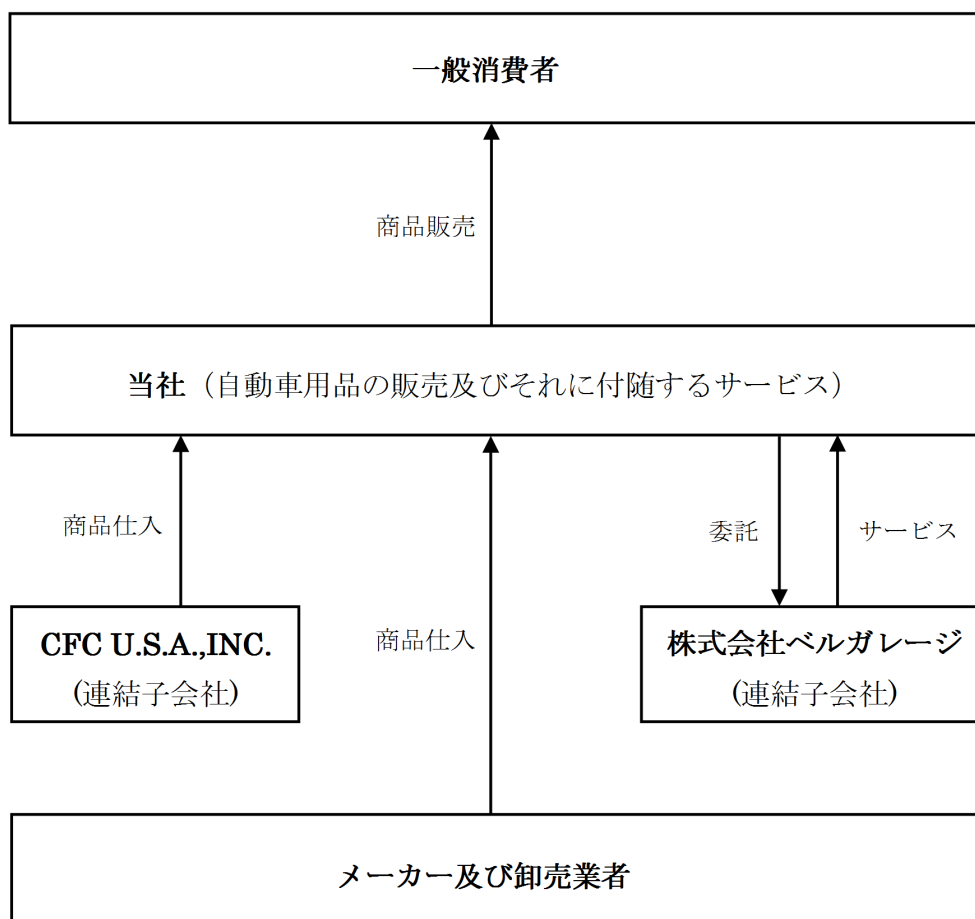 一般消費者
商品販売
当社（自動車用品の販売及びそれに付随するサービス）
商品仕入
委託
サービス
CFC U.S.A.,INC.
(連結子会社)
商品仕入
株式会社ベルガレージ
(連結子会社)
メーカー及び卸売業者